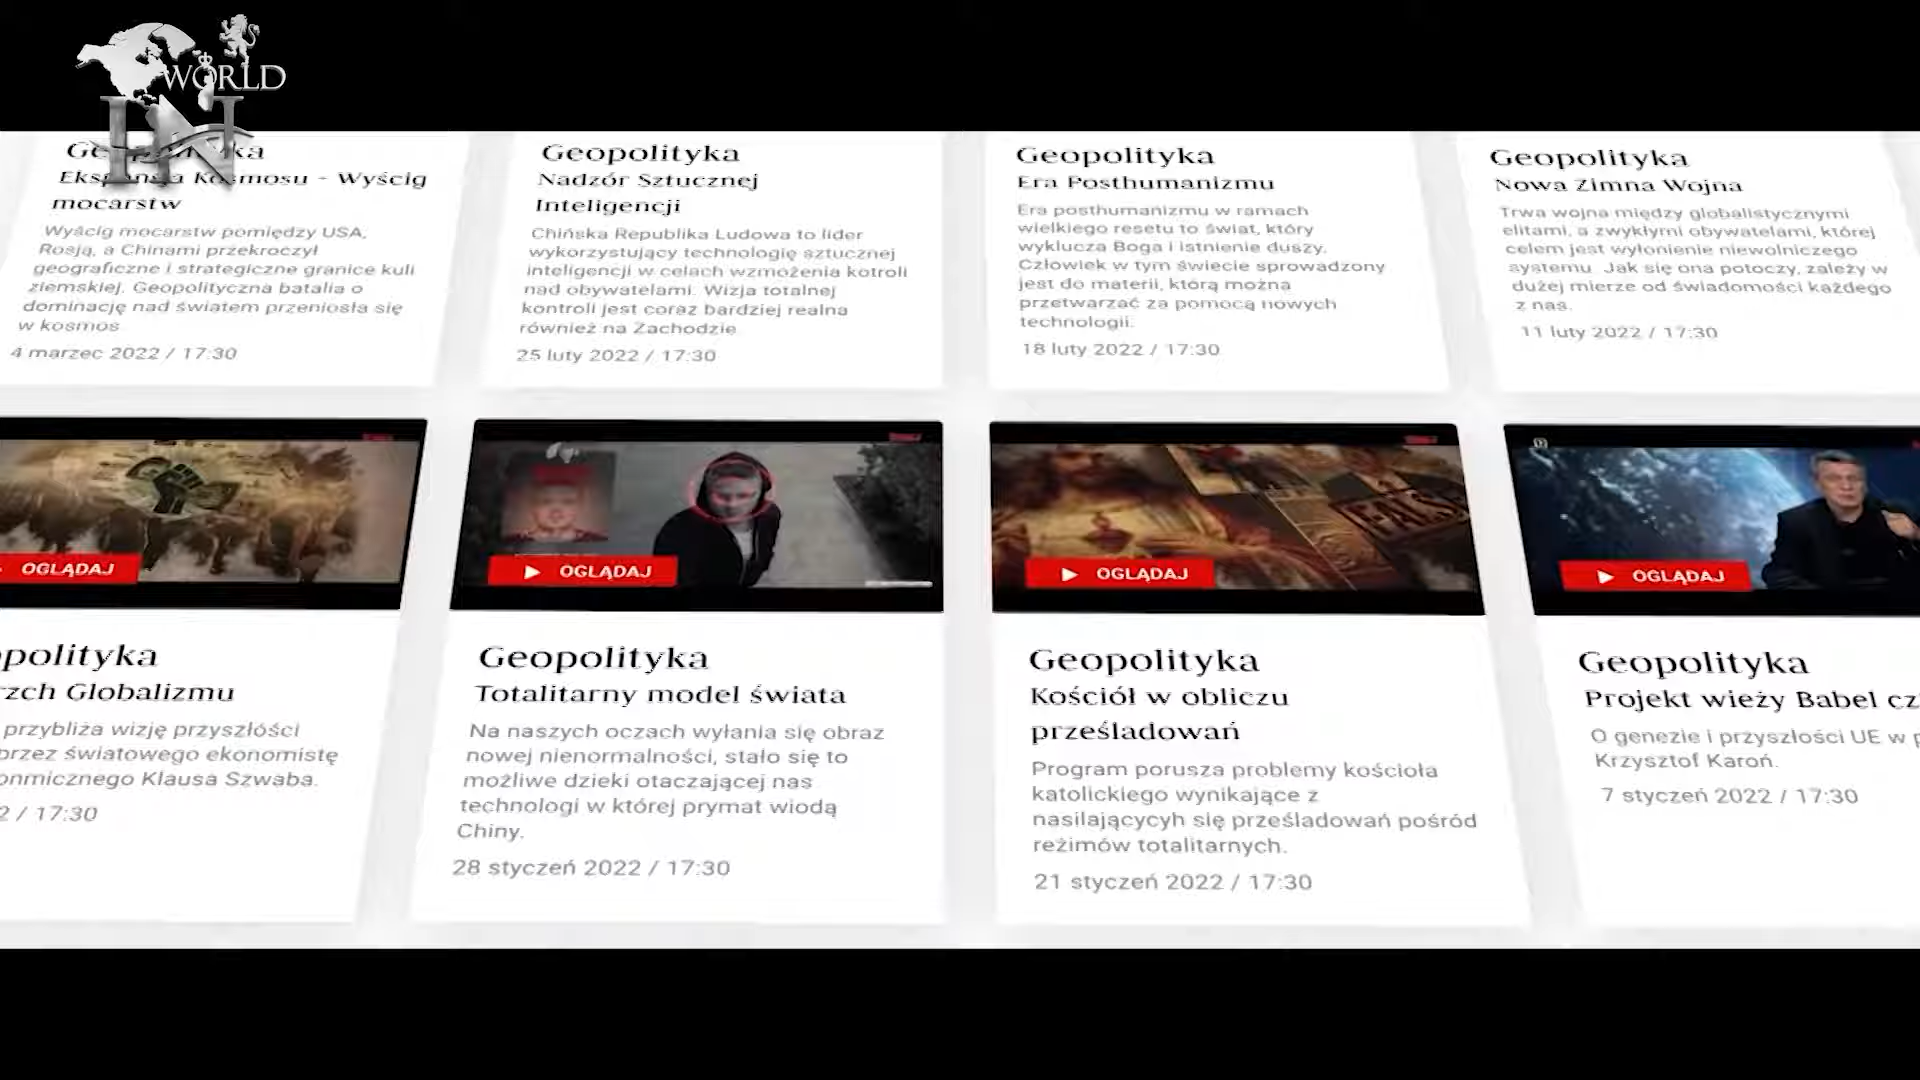 WORLD
IN
Geopolityka
Ekspansja Kosmosu - Wyścig
mocarstw
Wyścig mocarstw pomiędzy USA,
Rosją, a Chinami przekroczył
geograficzne i strategiczne granice kuli
ziemskiej. Geopolityczna batalia o
dominację nad światem przeniosła się
w kosmos
4 marzec 2022 / 17:30
Geopolityka
Nadzór Sztucznej
Inteligencji
Chińska Republika Ludowa to lider
wykorzystujący technologię sztucznej
inteligencji w celach wzmożenia kotroli
nad obywatelami. Wizja totalnej
kontroli jest coraz bardziej realna
również na Zachodzie
25 luty 2022 / 17:30
Geopolityka
Era Posthumanizmu
Era posthumanizmu w ramach
wielkiego resetu to świat, który
wyklucza Boga i istnienie duszy.
Człowiek w tym świecie sprowadzony
jest do materii, którą można
przetwarzać za pomocą nowych
technologii.
18 luty 2022 / 17:30
Geopolityka
Nowa Zimna Wojna
Trwa wojna między globalistycznymi
elitami, a zwykłymi obywatelami, której
celem jest wyłonienie niewolniczego
systemu. Jak się ona potoczy, zależy w
dużej mierze od świadomości każdego
z nas.
11 luty 2022 / 17:30
OGLĄDAJ
opolityka
rzch Globalizmu
przybliża wizję przyszłości
przez światowego ekonomistę
onmicznego Klausa Szwaba.
2 / 17:30
OGLĄDAJ
Geopolityka
Totalitarny model świata
Na naszych oczach wyłania się obraz
nowej nienormalności, stało się to
możliwe dzieki otaczającej nas
technologi w której prymat wiodą
Chiny.
28 styczeń 2022 / 17:30
OGLĄDAJ
Geopolityka
Kościół w obliczu
prześladowań
Program porusza problemy kościoła
katolickiego wynikające z
nasilającycyh się prześladowań pośród
reżimów totalitarnych.
21 styczeń 2022 / 17:30
OGLĄDAJ
Geopolityka
Projekt wieży Babel cz
O genezie i przyszłości UE w p
Krzysztof Karoń.
7 styczeń 2022 / 17:30